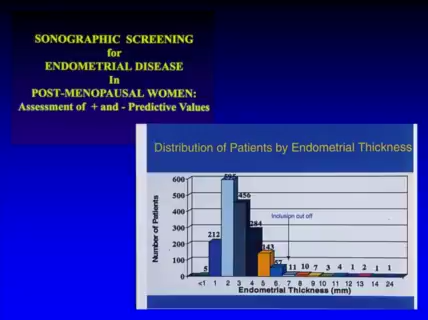 SONOGRAPHIC SCREENING
for
ENDOMETRIAL DISEASE
In
POST-MENOPAUSAL WOMEN:
Assessment of + and - Predictive Values
Distribution of Patients by Endometrial Thickness
Number of Patients
600
500
400
300
200
100
0
5 212 595 456 284 143 57 11 10 7 3 4 1 2 1 1
Inclusion cut off
<1 1 2 3 4 5 6 7 8 9 10 11 12 13 14 24
Endometrial Thickness (mm)